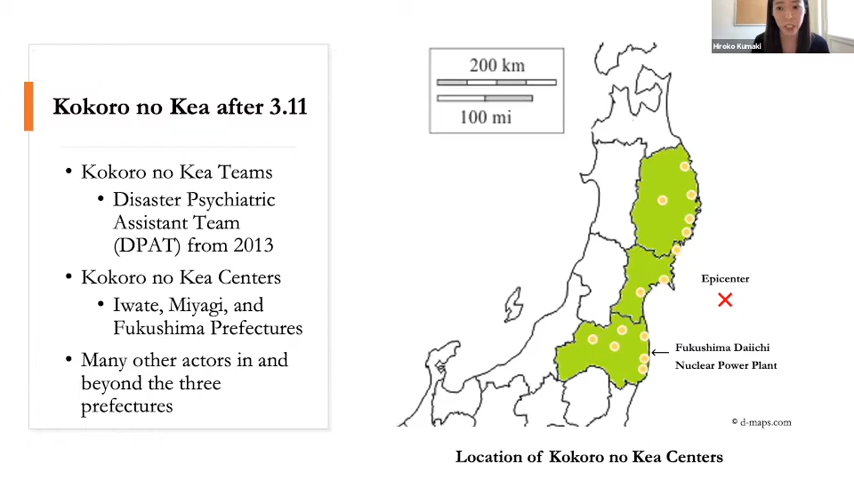 Kokoro no Kea after 3.11
• Kokoro no Kea Teams
• Disaster Psychiatric
Assistant Team
(DPAT) from 2013
• Kokoro no Kea Centers
• Iwate, Miyagi, and
Fukushima Prefectures
• Many other actors in and
beyond the three
prefectures
200 km
100 mi
Epicenter
Fukushima Daiichi
Nuclear Power Plant
© d-maps.com
Location of Kokoro no Kea Centers
Hiroko Kumaki